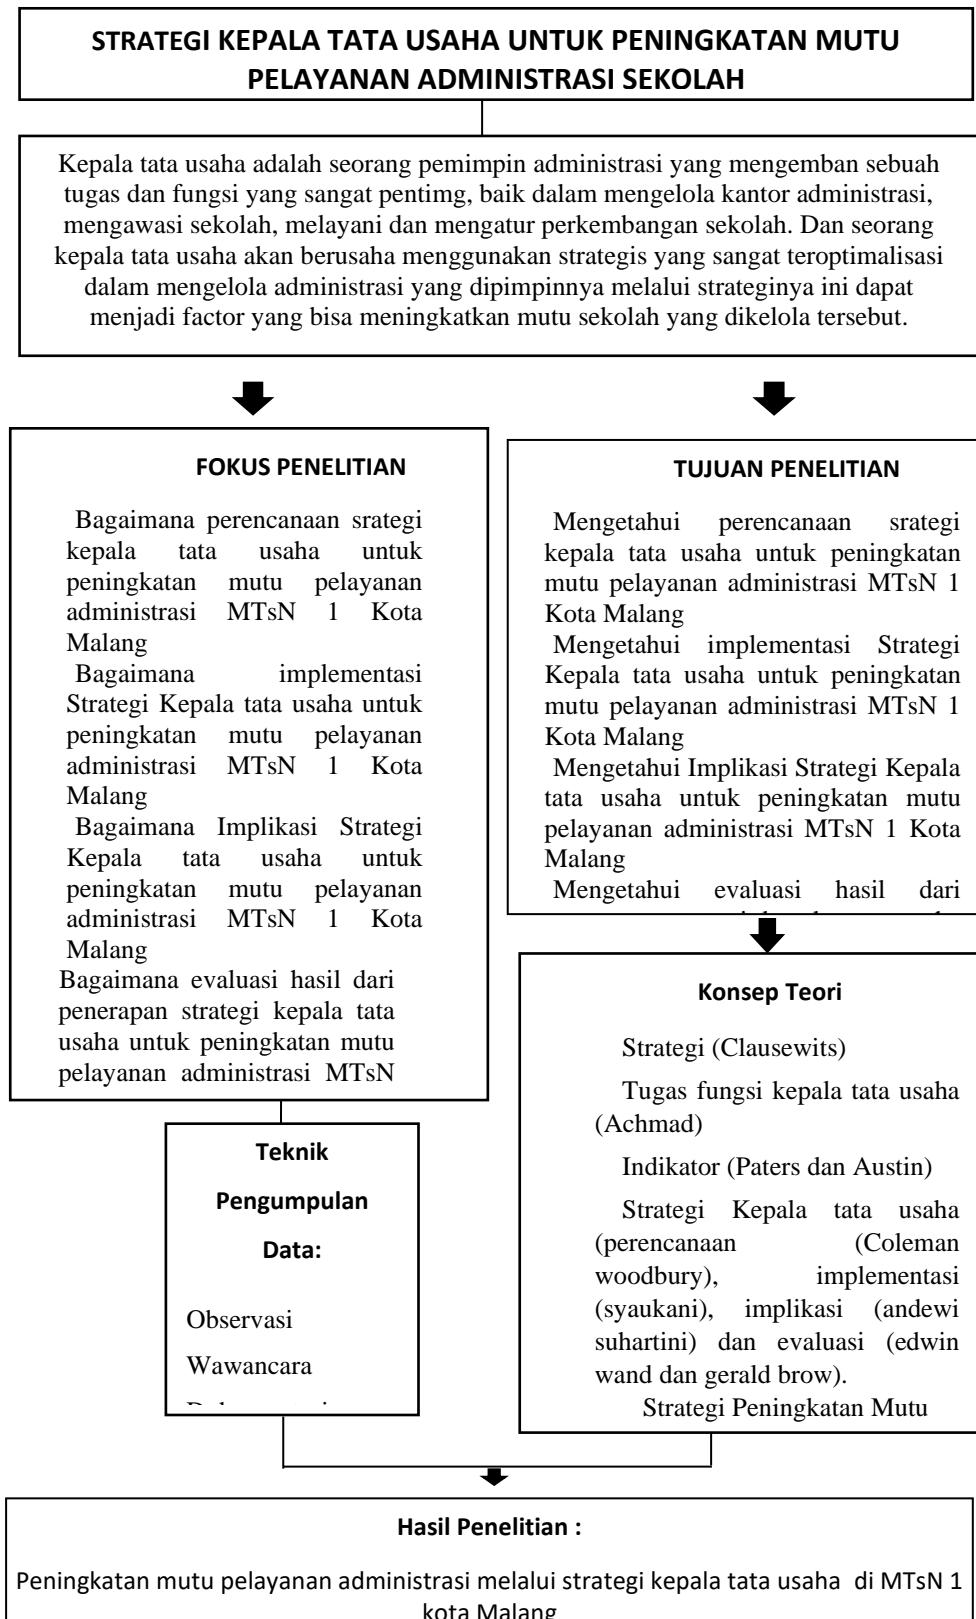 STRATEGI KEPALA TATA USAHA UNTUK PENINGKATAN MUTU
PELAYANAN ADMINISTRASI SEKOLAH
Kepala tata usaha adalah seorang pemimpin administrasi yang mengemban sebuah
tugas dan fungsi yang sangat pentimg, baik dalam mengelola kantor administrasi,
mengawasi sekolah, melayani dan mengatur perkembangan sekolah. Dan seorang
kepala tata usaha akan berusaha menggunakan strategis yang sangat teroptimalisasi
dalam mengelola administrasi yang dipimpinnya melalui strateginya ini dapat
menjadi factor yang bisa meningkatkan mutu sekolah yang dikelola tersebut.
FOKUS PENELITIAN
Bagaimana perencanaan srategi
kepala tata usaha untuk
peningkatan mutu pelayanan
administrasi MTsN 1 Kota
Malang
Bagaimana implementasi
Strategi Kepala tata usaha untuk
peningkatan mutu pelayanan
administrasi MTsN 1 Kota
Malang
Bagaimana Implikasi Strategi
Kepala tata usaha untuk
peningkatan mutu pelayanan
administrasi MTsN 1 Kota
Malang
Bagaimana evaluasi hasil dari
penerapan strategi kepala tata
usaha untuk peningkatan mutu
pelayanan administrasi MTsN
TUJUAN PENELITIAN
Mengetahui perencanaan srategi
kepala tata usaha untuk peningkatan
mutu pelayanan administrasi MTsN 1
Kota Malang
Mengetahui implementasi Strategi
Kepala tata usaha untuk peningkatan
mutu pelayanan administrasi MTsN 1
Kota Malang
Mengetahui Implikasi Strategi Kepala
tata usaha untuk peningkatan mutu
pelayanan administrasi MTsN 1 Kota
Malang
Mengetahui evaluasi hasil dari
Teknik
Pengumpulan
Data:
Observasi
Wawancara
Konsep Teori
Strategi (Clausewits)
Tugas fungsi kepala tata usaha
(Achmad)
Indikator (Paters dan Austin)
Strategi Kepala tata usaha
(perencanaan (Coleman
woodbury), implementasi
(syaukani), implikasi (andewi
suhartini) dan evaluasi (edwin
wand dan gerald brow).
Strategi Peningkatan Mutu
Hasil Penelitian :
Peningkatan mutu pelayanan administrasi melalui strategi kepala tata usaha di MTsN 1
kota Malang